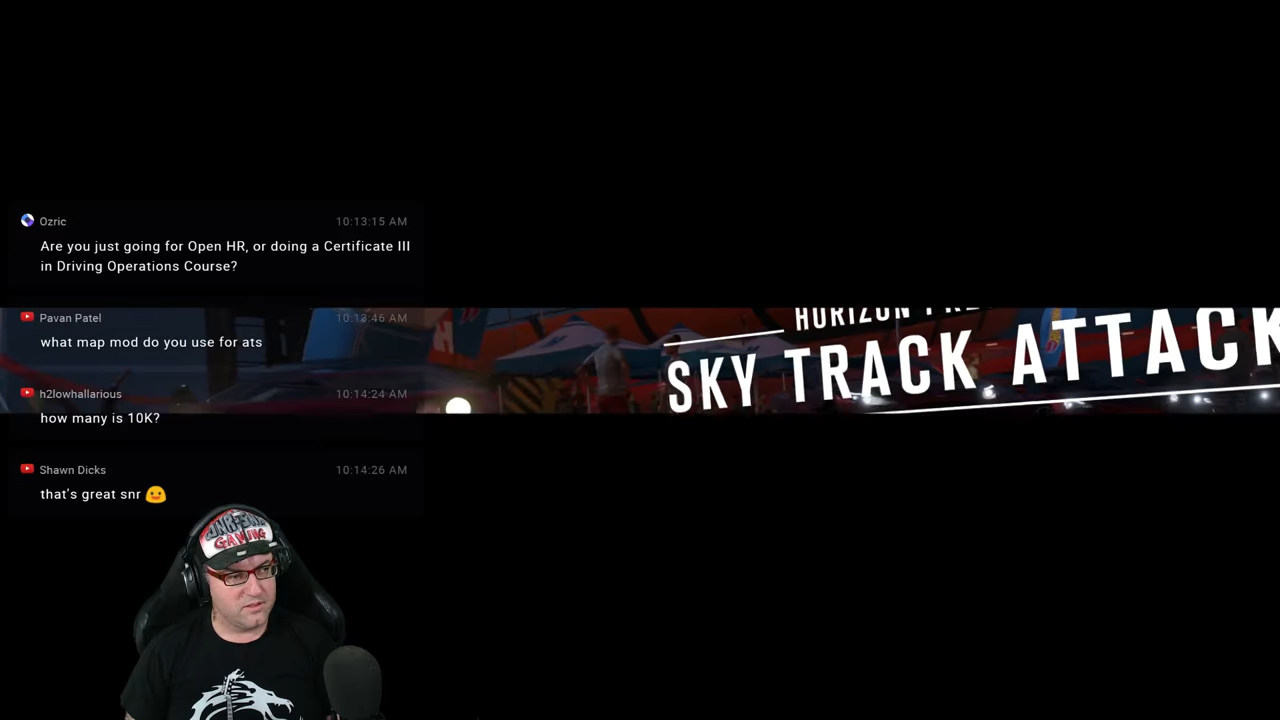 Ozric 10:13:15 AM
Are you just going for Open HR, or doing a Certificate III
in Driving Operations Course?
Pavan Patel 10:13:46 AM
what map mod do you use for ats
h2lowhallarious 10:14:24 AM
how many is 10K?
Shawn Dicks 10:14:26 AM
that's great snr
HORIZON
SKY TRACK ATTACK
GAMING